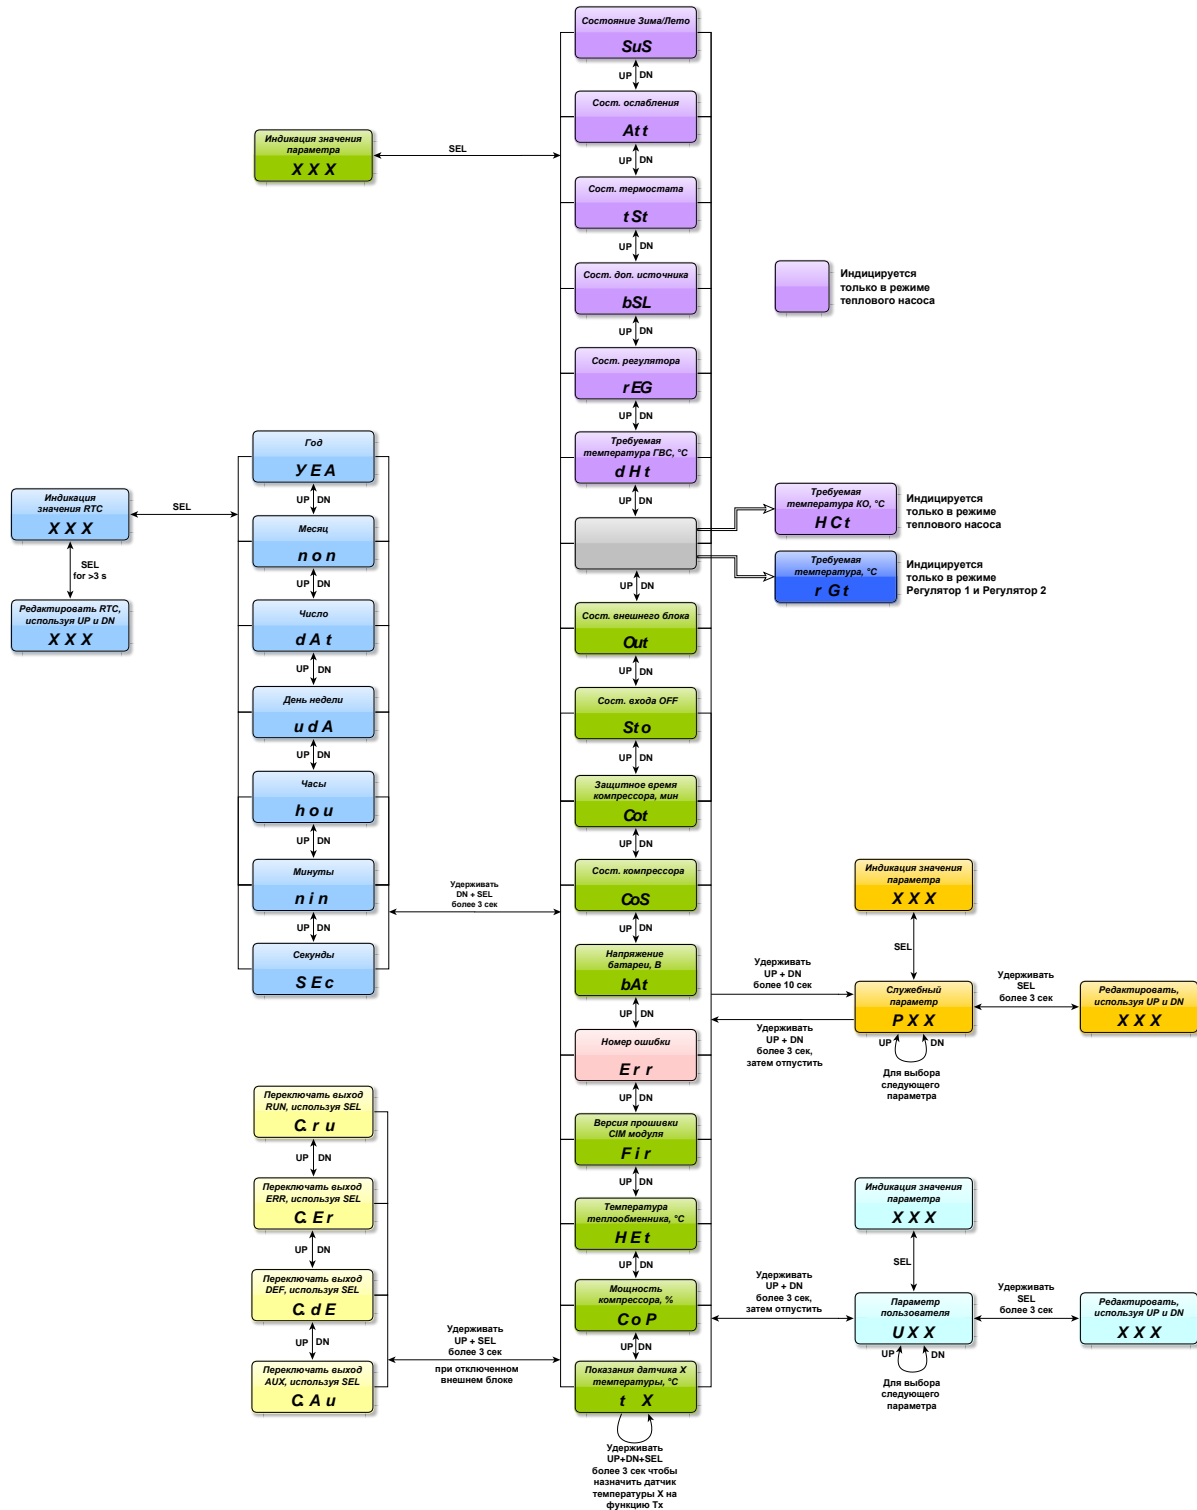 Состояние Зима/Лето
SuS
UP DN
Сост. ослабления
Att
UP DN
Индикация значения
параметра
X X X
SEL
Сост. термостата
tSt
UP DN
Сост. доп. источника
bSL
UP DN
Индицируется
только в режиме
теплового насоса
Сост. регулятора
rEG
UP DN
Требуемая
температура ГВС, °C
dHt
UP DN
Требуемая
температура КО, °C
HCt
Индицируется
только в режиме
теплового насоса
Требуемая
температура, °C
rGt
Индицируется
только в режиме
Регулятор 1 и Регулятор 2
UP DN
Сост. внешнего блока
Out
UP DN
Сост. входа OFF
Sto
UP DN
Защитное время
компрессора, мин
Cot
UP DN
Сост. компрессора
CoS
UP DN
Напряжение
батареи, В
bAt
UP DN
Номер ошибки
Err
UP DN
Версия прошивки
CIM модуля
Fir
UP DN
Температура
теплообменника, °C
HEt
UP DN
Мощность
компрессора, %
CoP
UP DN
Показания датчика X
температуры, °C
t X
Удерживать
UP+DN+SEL
более 3 сек чтобы
назначить датчик
температуры X на
функцию Tx
Год
YEA
UP DN
Месяц
non
UP DN
Число
dAt
UP DN
День недели
udA
UP DN
Часы
hou
UP DN
Минуты
nin
UP DN
Секунды
SEc
Индикация
значения RTC
X X X
SEL
SEL
for >3 s
Редактировать RTC,
используя UP и DN
X X X
Удерживать
DN + SEL
более 3 сек
Переключать выход
RUN, используя SEL
C.ru
UP DN
Переключать выход
ERR, используя SEL
C.Er
UP DN
Переключать выход
DEF, используя SEL
C.dE
UP DN
Переключать выход
AUX, используя SEL
C.Au
Удерживать
UP + SEL
более 3 сек
при отключенном
внешнем блоке
Индикация значения
параметра
X X X
SEL
Удерживать
UP + DN
более 10 сек
Удерживать
UP + DN
более 3 сек,
затем отпустить
Служебный
параметр
PXX
UP DN
Для выбора
следующего
параметра
Удерживать
SEL
более 3 сек
Редактировать,
используя UP и DN
X X X
Индикация значения
параметра
X X X
SEL
Удерживать
UP + DN
более 3 сек,
затем отпустить
Параметр
пользователя
UXX
UP DN
Для выбора
следующего
параметра
Удерживать
SEL
более 3 сек
Редактировать,
используя UP и DN
X X X